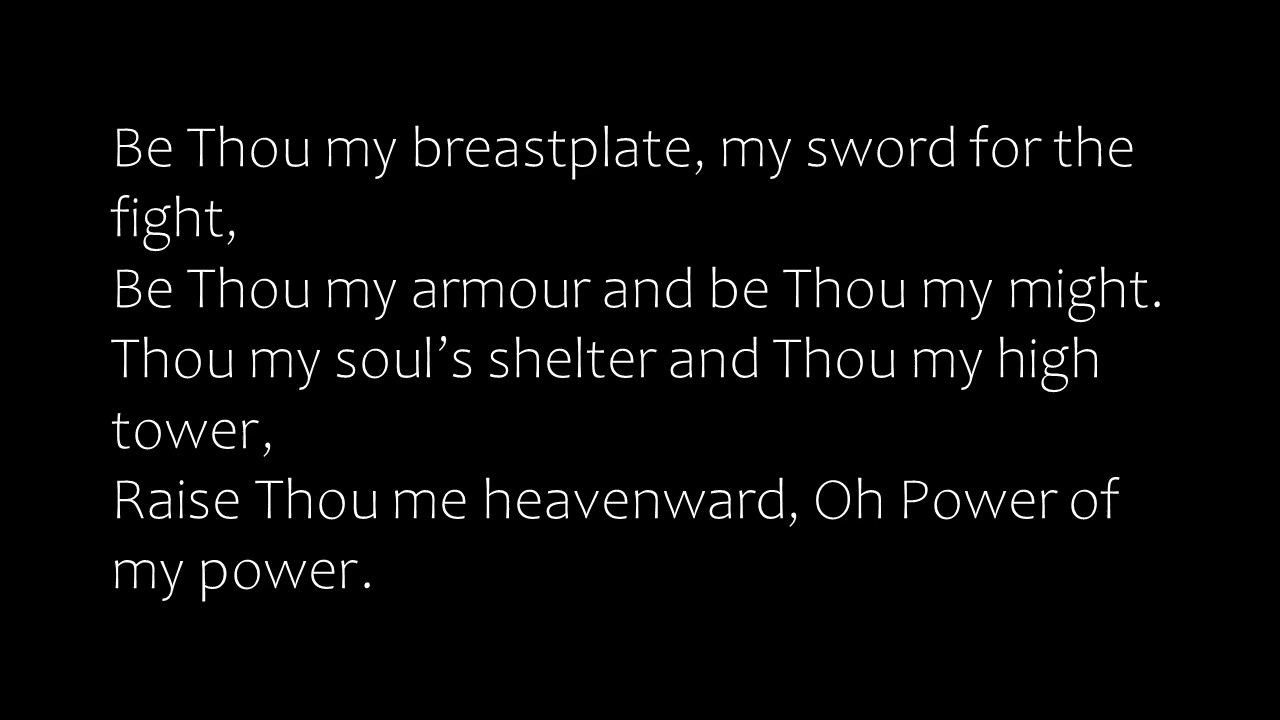 Be Thou my breastplate, my sword for the
fight,
Be Thou my armour and be Thou my might.
Thou my soul’s shelter and Thou my high
tower,
Raise Thou me heavenward, Oh Power of
my power.